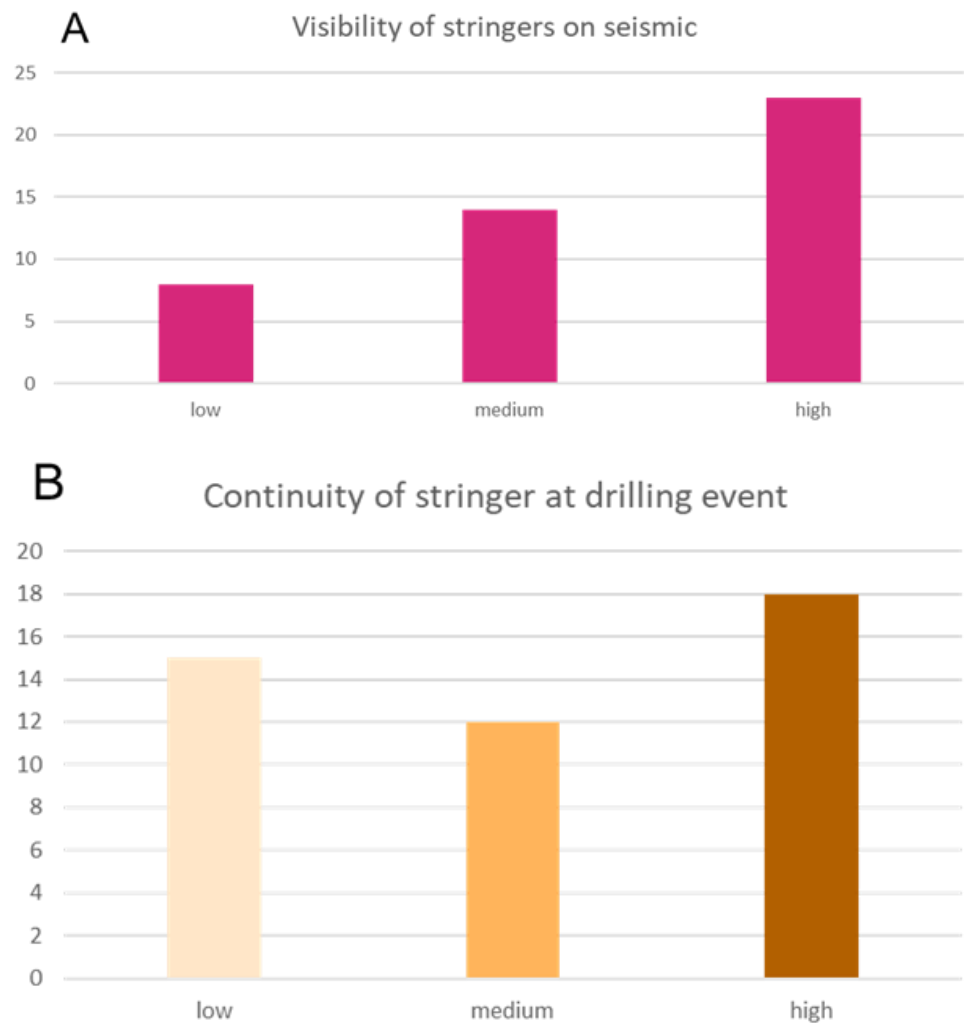 A
Visibility of stringers on seismic
25
20
15
10
5
0
low medium high
B
Continuity of stringer at drilling event
20
18
16
14
12
10
8
6
4
2
0
low medium high